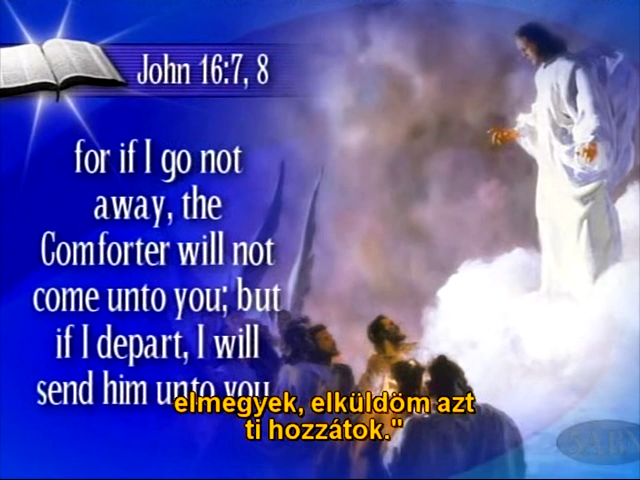 John 16:7, 8
for if I go not
away, the
Comforter will not
come unto you; but
if I depart, I will
send him unto you.
elmegyek, elküldöm azt
ti hozzátok."